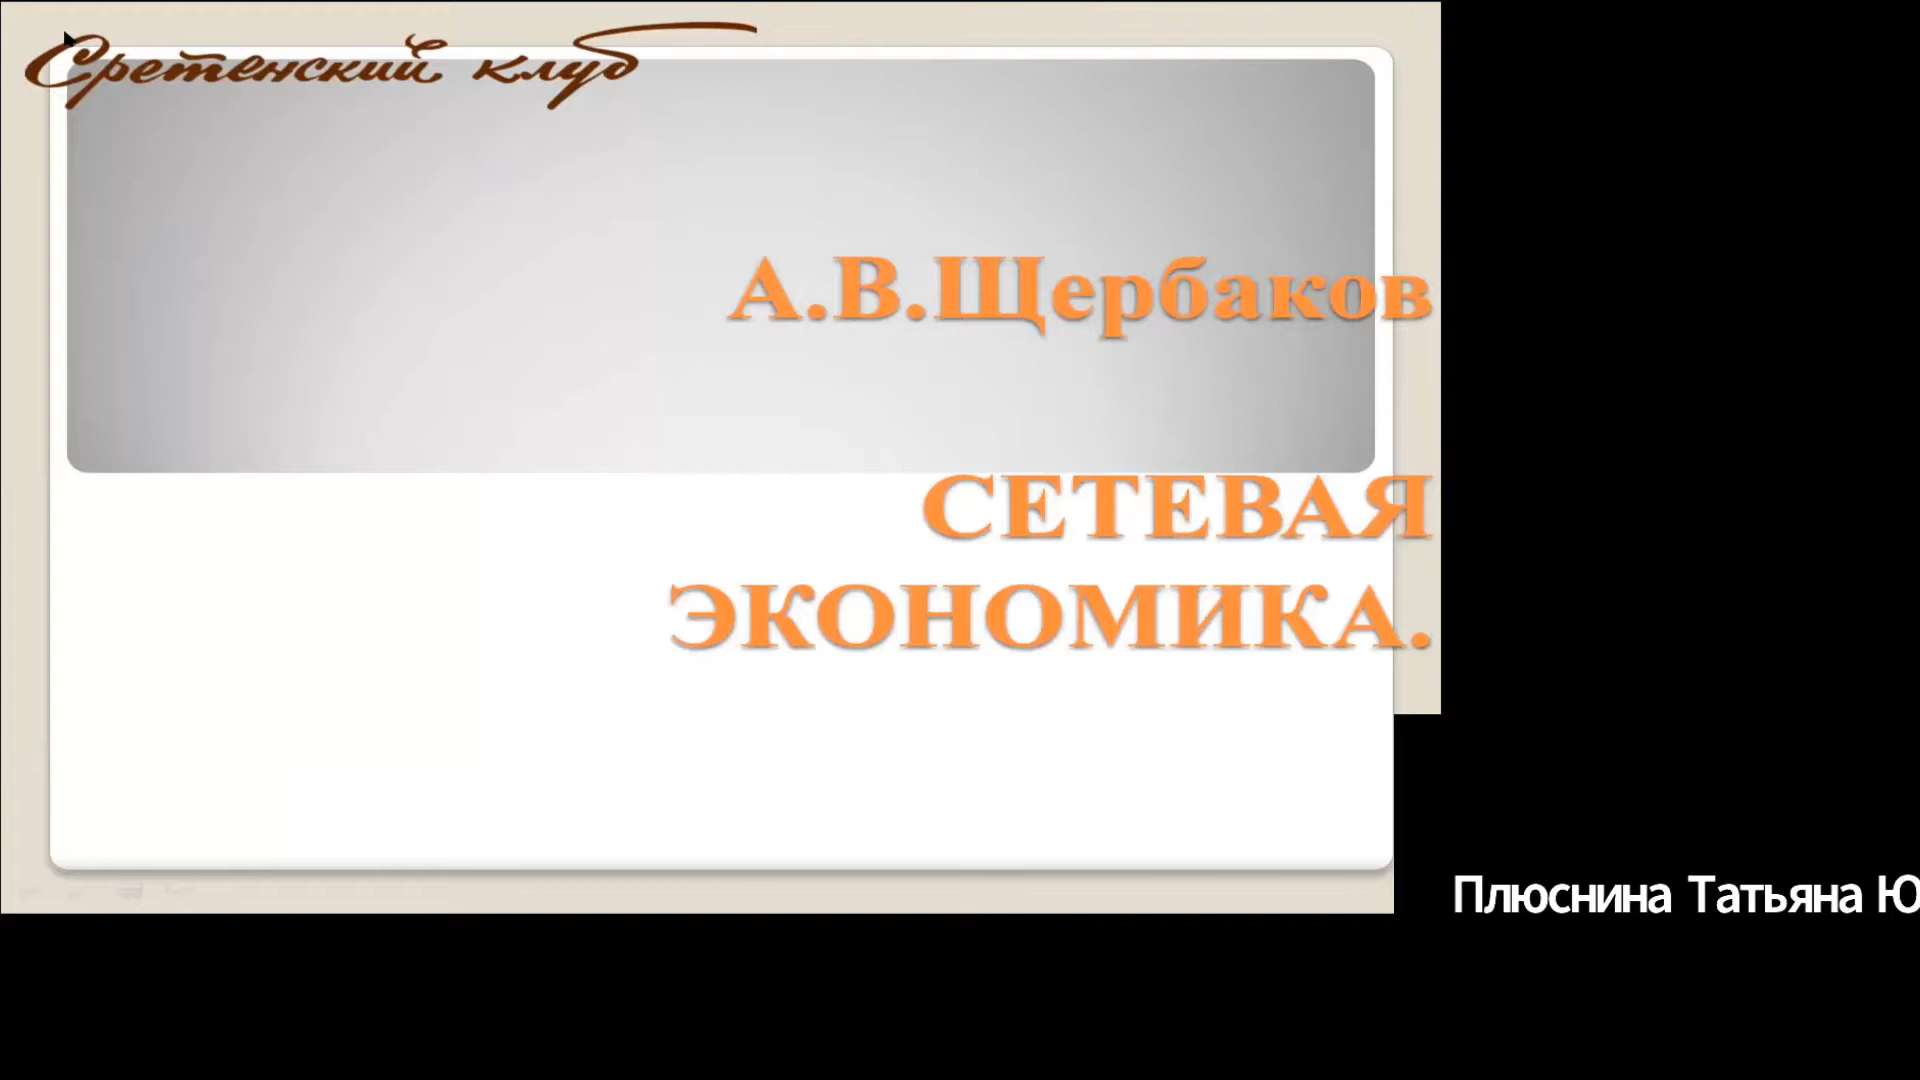 Сретенский клуб
А.В.Щербаков
СЕТЕВАЯ
ЭКОНОМИКА.
Плюснина Татьяна Ю